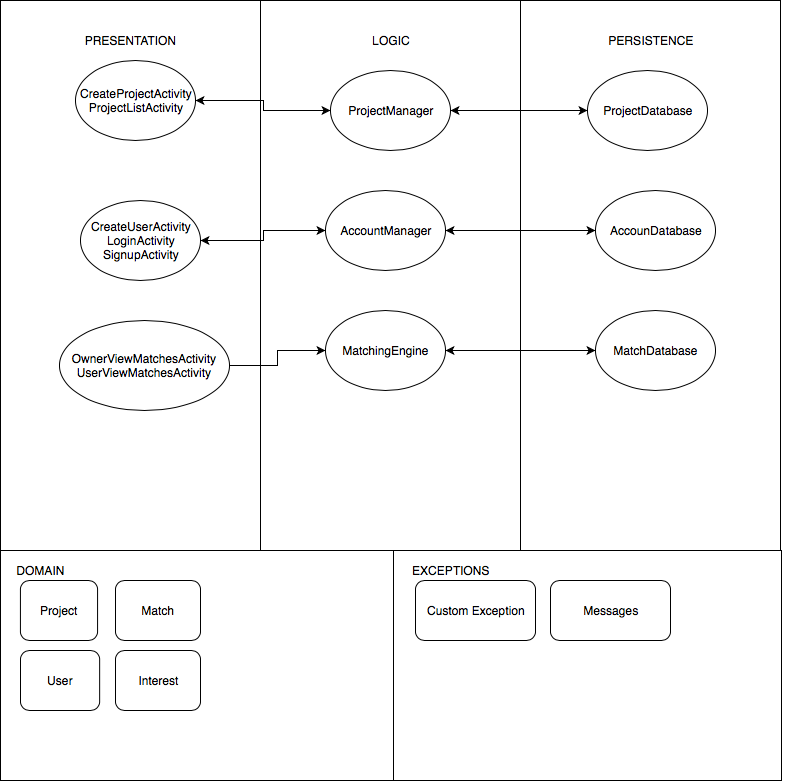 PRESENTATION
LOGIC
PERSISTENCE
CreateProjectActivity
ProjectListActivity
ProjectManager
ProjectDatabase
CreateUserActivity
LoginActivity
SignupActivity
AccountManager
AccounDatabase
OwnerViewMatchesActivity
UserViewMatchesActivity
MatchingEngine
MatchDatabase
DOMAIN
Project
Match
User
Interest
EXCEPTIONS
Custom Exception
Messages